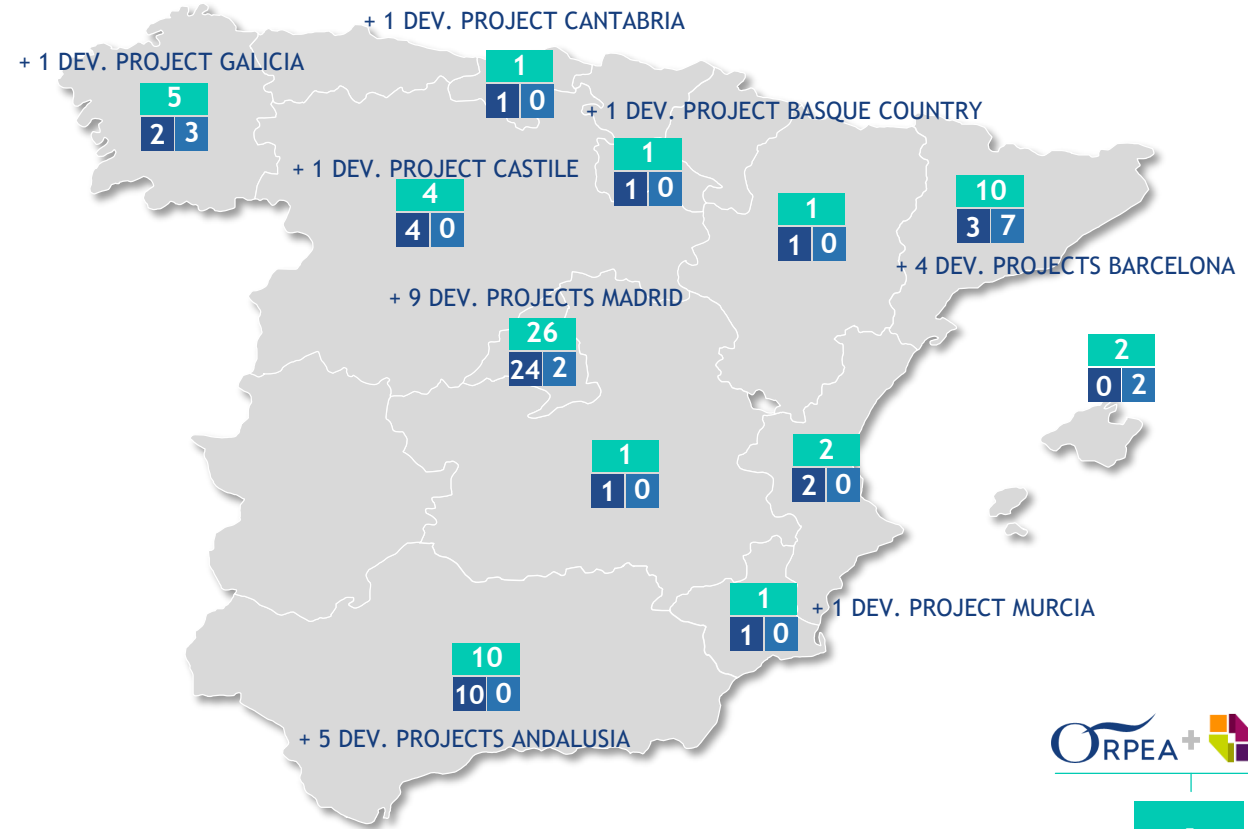 + 1 DEV. PROJECT CANTABRIA
+ 1 DEV. PROJECT GALICIA
1
1 0
5
2 3
+ 1 DEV. PROJECT BASQUE COUNTRY
1
1 0
+ 1 DEV. PROJECT CASTILE
4
4 0
1
1 0
10
3 7
+ 4 DEV. PROJECTS BARCELONA
+ 9 DEV. PROJECTS MADRID
26
24 2
2
0 2
1
1 0
2
2 0
1
1 0
+ 1 DEV. PROJECT MURCIA
10
10 0
+ 5 DEV. PROJECTS ANDALUSIA
ORPEA +